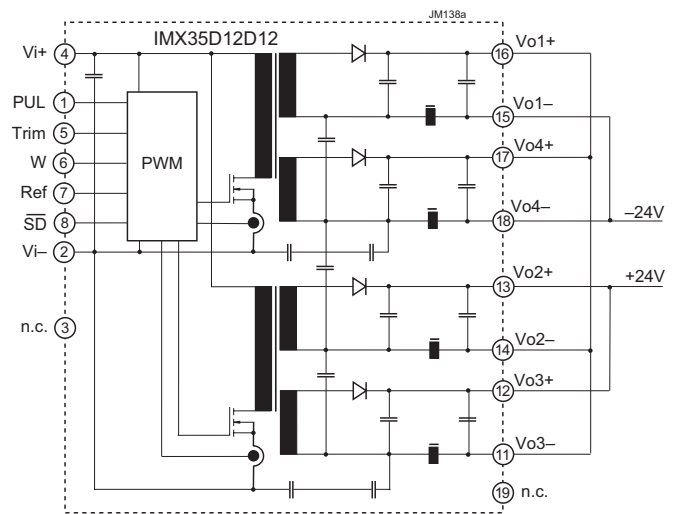 JM138a
IMX35D12D12
Vi+
4
PUL
1
Trim
5
W
6
Ref
7
SD
8
Vi–
2
n.c.
3
PWM
16
Vo1+
15
Vo1–
17
Vo4+
18
Vo4–
–24V
13
Vo2+
+24V
14
Vo2–
12
Vo3+
11
Vo3–
19
n.c.